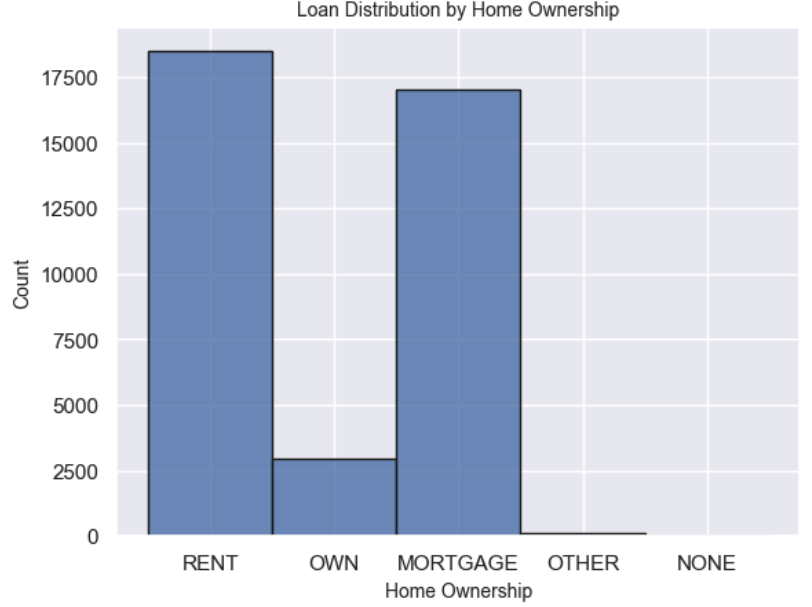 Loan Distribution by Home Ownership
17500
15000
12500
10000
7500
5000
2500
0
Count
RENT OWN MORTGAGE OTHER NONE
Home Ownership